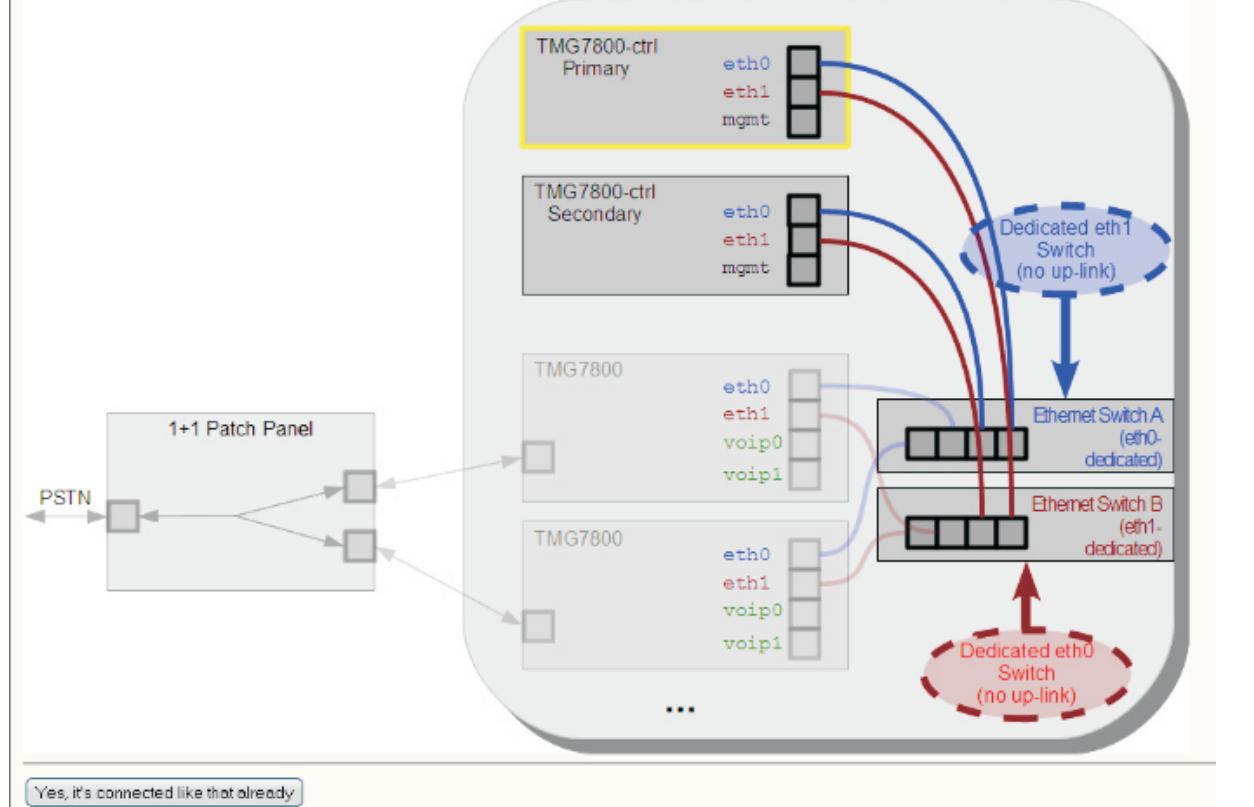 TMG7800-ctrl
Primary
eth0
eth1
mgmt
TMG7800-ctrl
Secondary
eth0
eth1
mgmt
Dedicated eth1
Switch
(no up-link)
TMG7800
eth0
eth1
voip0
voip1
Ethernet Switch A
(eth0-
dedicated)
1+1 Patch Panel
PSTN
Ethernet Switch B
(eth1-
dedicated)
TMG7800
eth0
eth1
voip0
voip1
Dedicated eth0
Switch
(no up-link)
...
Yes, it's connected like that already